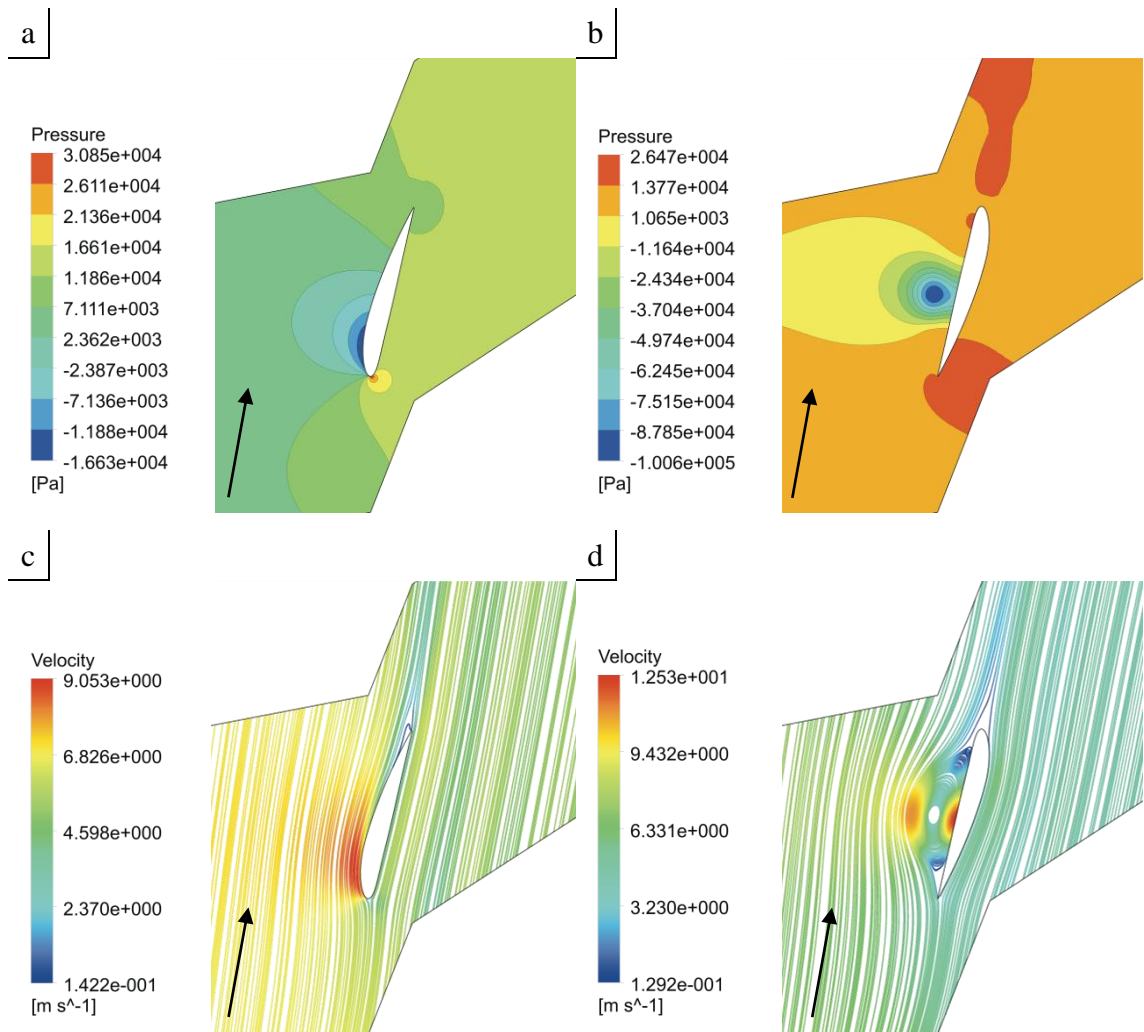 a
Pressure
3.085e+004
2.611e+004
2.136e+004
1.661e+004
1.186e+004
7.111e+003
2.362e+003
-2.387e+003
-7.136e+003
-1.188e+004
-1.663e+004
[Pa]
b
Pressure
2.647e+004
1.377e+004
1.065e+003
-1.164e+004
-2.434e+004
-3.704e+004
-4.974e+004
-6.245e+004
-7.515e+004
-8.785e+004
-1.006e+005
[Pa]
c
Velocity
9.053e+000
6.826e+000
4.598e+000
2.370e+000
1.422e-001
[m s^-1]
d
Velocity
1.253e+001
9.432e+000
6.331e+000
3.230e+000
1.292e-001
[m s^-1]